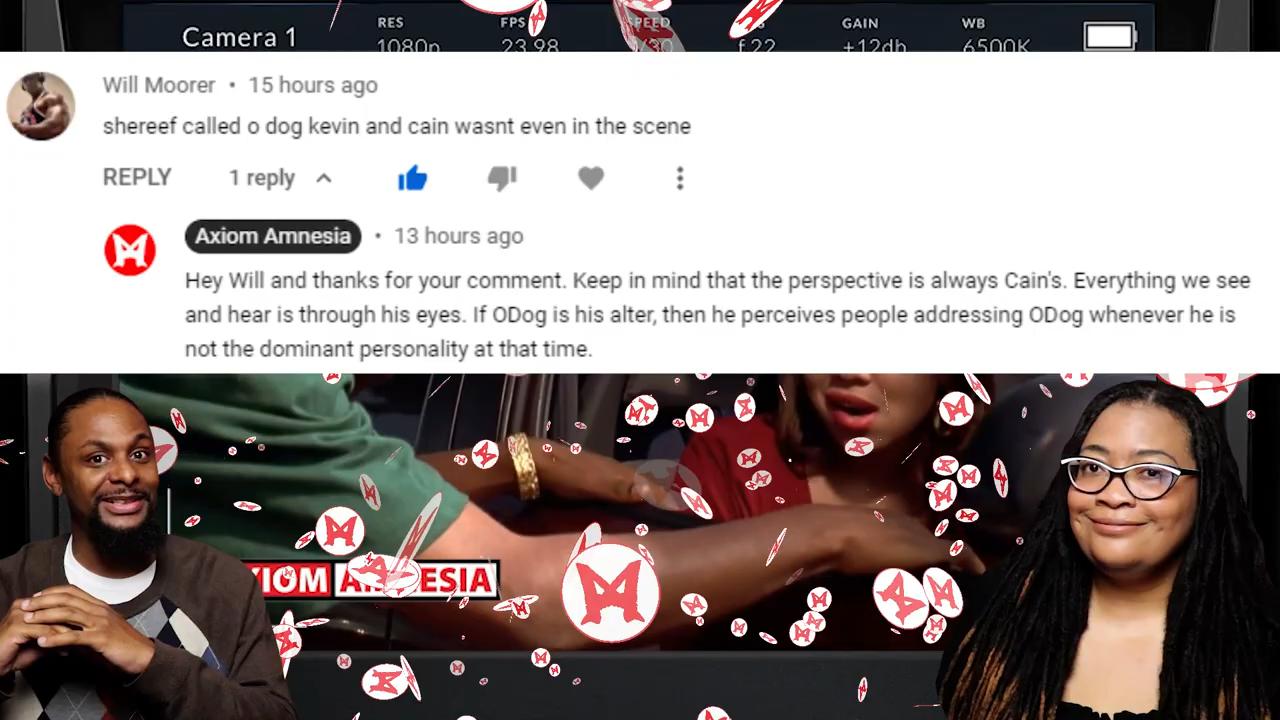 Camera 1
RES
FPS
SPEED
GAIN
WB
1080p
23.98
f.22
+12db
6500K
Will Moorer • 15 hours ago
shereef called o dog kevin and cain wasnt even in the scene
REPLY 1 reply
Axiom Amnesia • 13 hours ago
Hey Will and thanks for your comment. Keep in mind that the perspective is always Cain's. Everything we see
and hear is through his eyes. If ODog is his alter, then he perceives people addressing ODog whenever he is
not the dominant personality at that time.
AXIOM AMNESIA